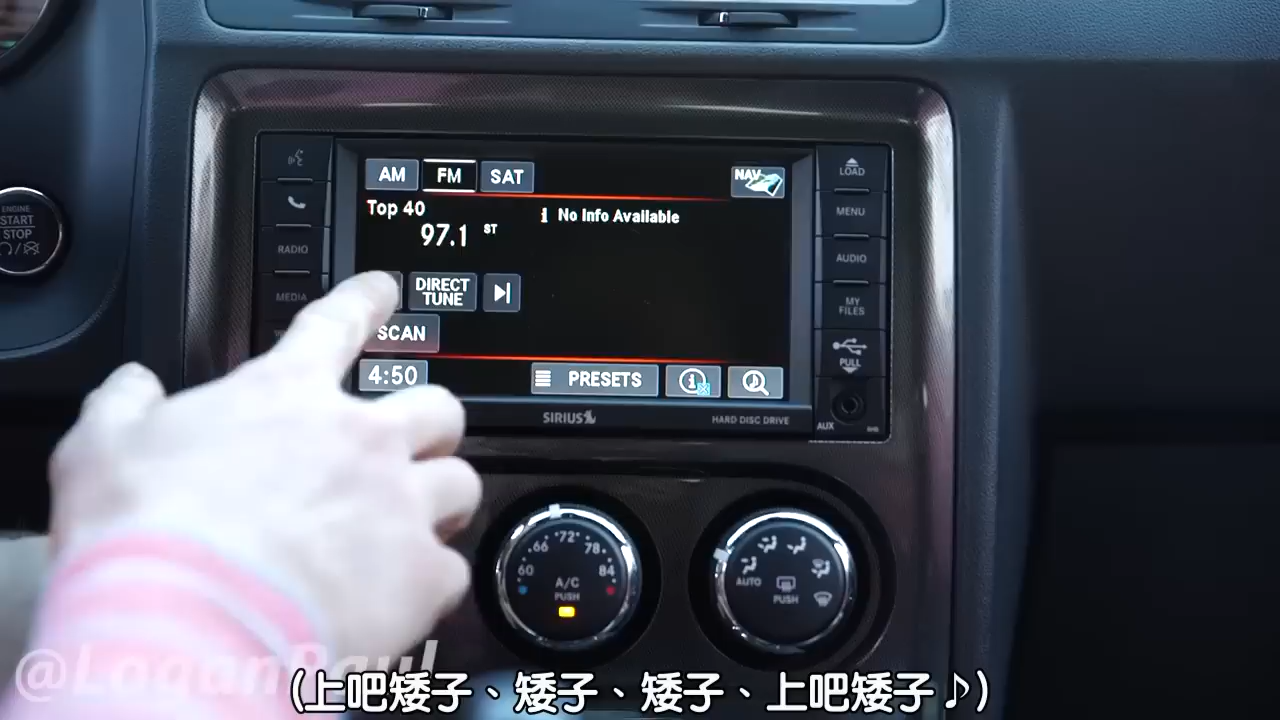 ENGINE
START
STOP
AM FM SAT NAV
Top 40
97.1 ST
i No Info Available
DIRECT
TUNE
SCAN
4:50
PRESETS
SIRIUS
HARD DISC DRIVE
RADIO
MEDIA
LOAD
MENU
AUDIO
MY
FILES
PULL
AUX
60 66 72 78 84
A/C
PUSH
AUTO
PUSH
@LoganPaul
(上吧矮子、矮子、矮子、上吧矮子♪)